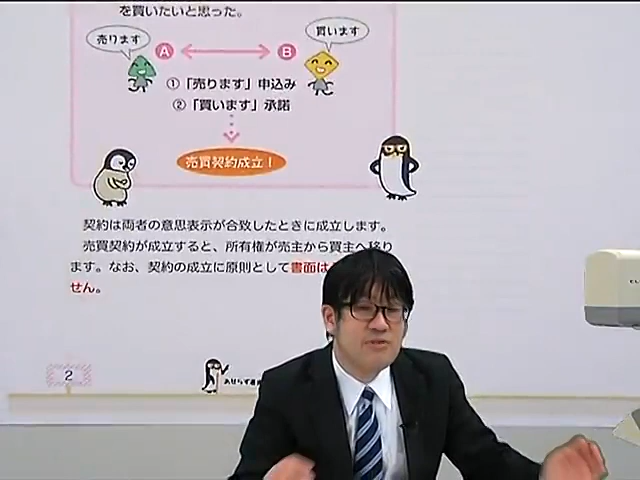 を買いたいと思った。
売ります
A
B
買います
①「売ります」申込み
②「買います」承諾
売買契約成立！
契約は両者の意思表示が合致したときに成立します。
売買契約が成立すると、所有権が売主から買主へ移り
ます。なお、契約の成立に原則として書面は
せん。
2
あせらず